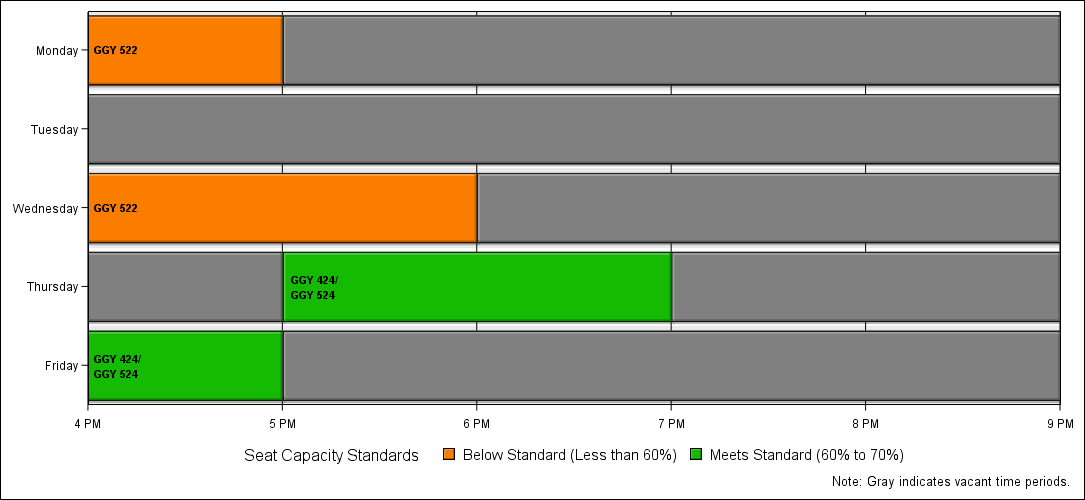 Monday
GGY 522
Tuesday
Wednesday
GGY 522
Thursday
GGY 424/
GGY 524
Friday
GGY 424/
GGY 524
4 PM 5 PM 6 PM 7 PM 8 PM 9 PM
Seat Capacity Standards Below Standard (Less than 60%) Meets Standard (60% to 70%)
Note: Gray indicates vacant time periods.